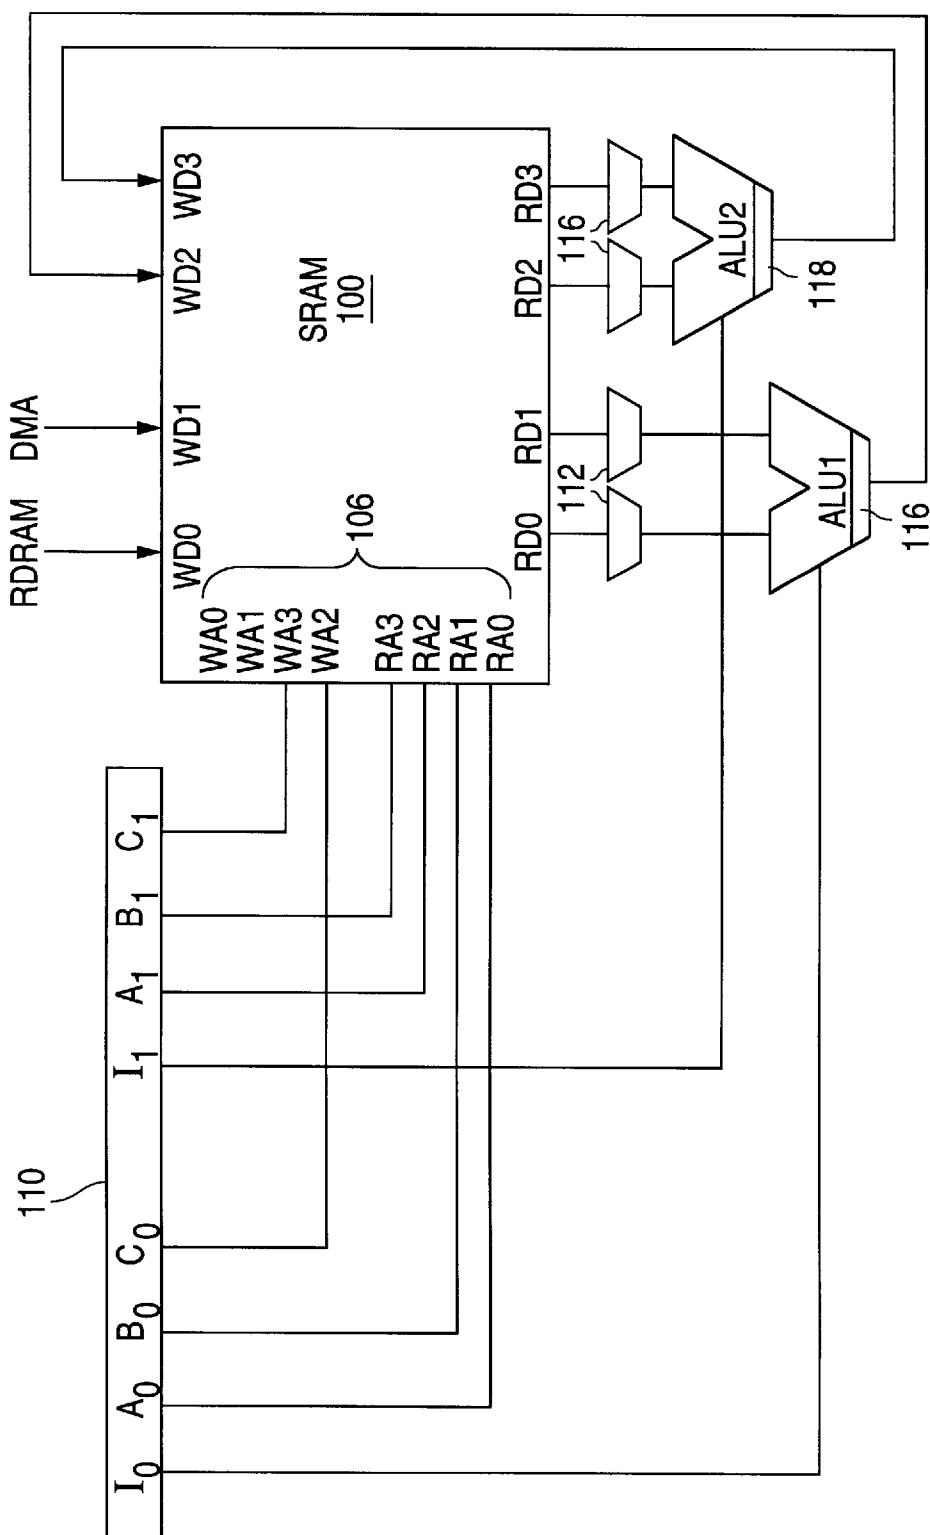 110
I0 A0 B0 C0 I1 A1 B1 C1
RDRAM DMA
WD0 WD1 WD2 WD3
WA0
WA1
WA3
WA2
RA3
RA2
RA1
RA0
106
SRAM
100
RD0 RD1 RD2 RD3
112
116
ALU2
118
ALU1
116